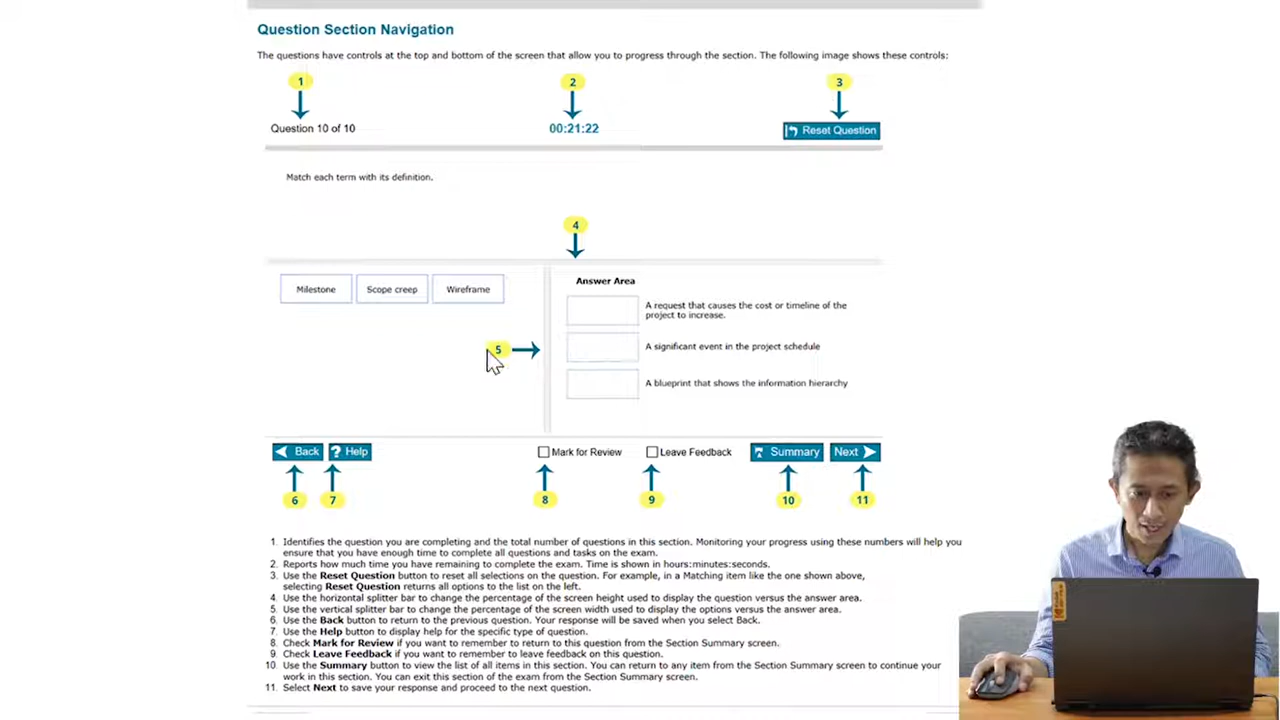 Question Section Navigation
The questions have controls at the top and bottom of the screen that allow you to progress through the section. The following image shows these controls:
1
2
3
Question 10 of 10
00:21:22
Reset Question
Match each term with its definition.
4
Milestone
Scope creep
Wireframe
Answer Area
A request that causes the cost or timeline of the
project to increase.
5
A significant event in the project schedule
A blueprint that shows the information hierarchy
Back
? Help
Mark for Review
Leave Feedback
Summary
Next
6
7
8
9
10
11
1. Identifies the question you are completing and the total number of questions in this section. Monitoring your progress using these numbers will help you
ensure that you have enough time to complete all questions and tasks on the exam.
2. Reports how much time you have remaining to complete the exam. Time is shown in hours:minutes:seconds.
3. Use the Reset Question button to reset all selections on the question. For example, in a Matching item like the one shown above,
selecting Reset Question returns all options to the list on the left.
4. Use the horizontal splitter bar to change the percentage of the screen height used to display the question versus the answer area.
5. Use the vertical splitter bar to change the percentage of the screen width used to display the options versus the answer area.
6. Use the Back button to return to the previous question. Your response will be saved when you select Back.
7. Use the Help button to display help for the specific type of question.
8. Check Mark for Review if you want to remember to return to this question from the Section Summary screen.
9. Check Leave Feedback if you want to remember to leave feedback on this question.
10. Use the Summary button to view the list of all items in this section. You can return to any item from the Section Summary screen to continue your
work in this section. You can exit this section of the exam from the Section Summary screen.
11. Select Next to save your response and proceed to the next question.